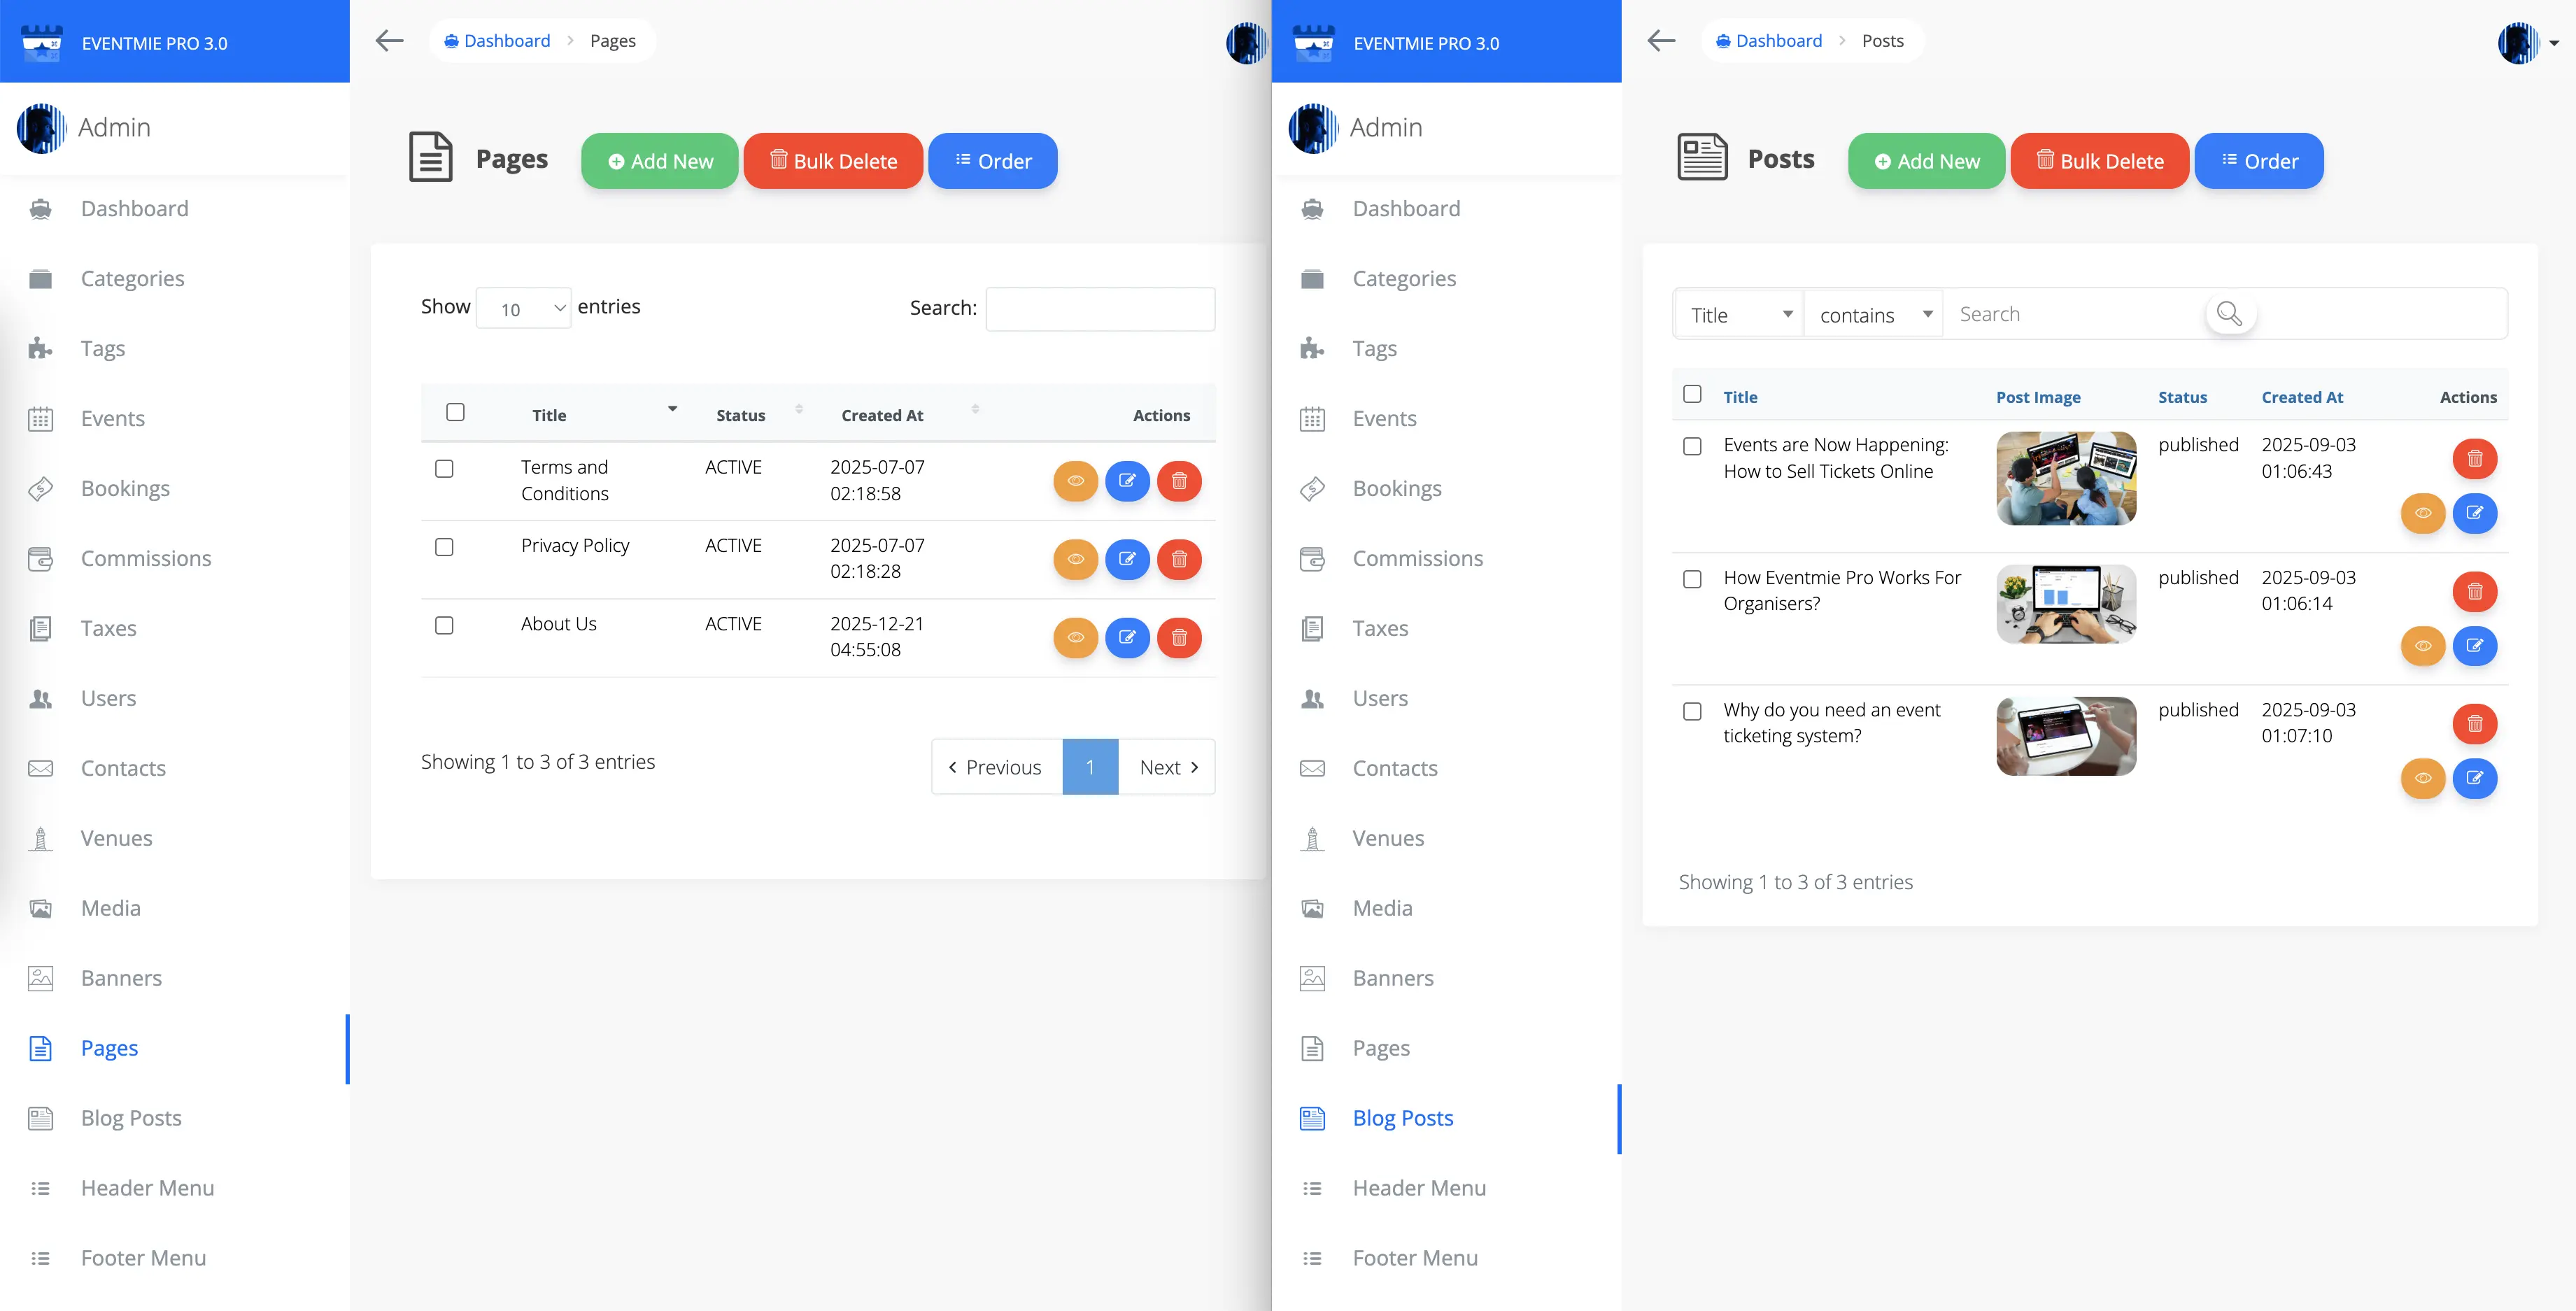 EVENTMIE PRO 3.0
Admin
Dashboard
Categories
Tags
Events
Bookings
Commissions
Taxes
Users
Contacts
Venues
Media
Banners
Pages
Blog Posts
Header Menu
Footer Menu
Dashboard > Pages
Pages
Add New
Bulk Delete
Order
Show 10 entries
Search:
Title Status Created At Actions
Terms and ACTIVE 2025-07-07
Conditions 02:18:58
Privacy Policy ACTIVE 2025-07-07
02:18:28
About Us ACTIVE 2025-12-21
04:55:08
Showing 1 to 3 of 3 entries
Previous 1 Next
EVENTMIE PRO 3.0
Admin
Dashboard
Categories
Tags
Events
Bookings
Commissions
Taxes
Users
Contacts
Venues
Media
Banners
Pages
Blog Posts
Header Menu
Footer Menu
Dashboard > Posts
Posts
Add New
Bulk Delete
Order
Title contains Search
Title Post Image Status Created At Actions
Events are Now Happening: published 2025-09-03
How to Sell Tickets Online 01:06:43
How Eventmie Pro Works For published 2025-09-03
Organisers? 01:06:14
Why do you need an event published 2025-09-03
ticketing system? 01:07:10
Showing 1 to 3 of 3 entries